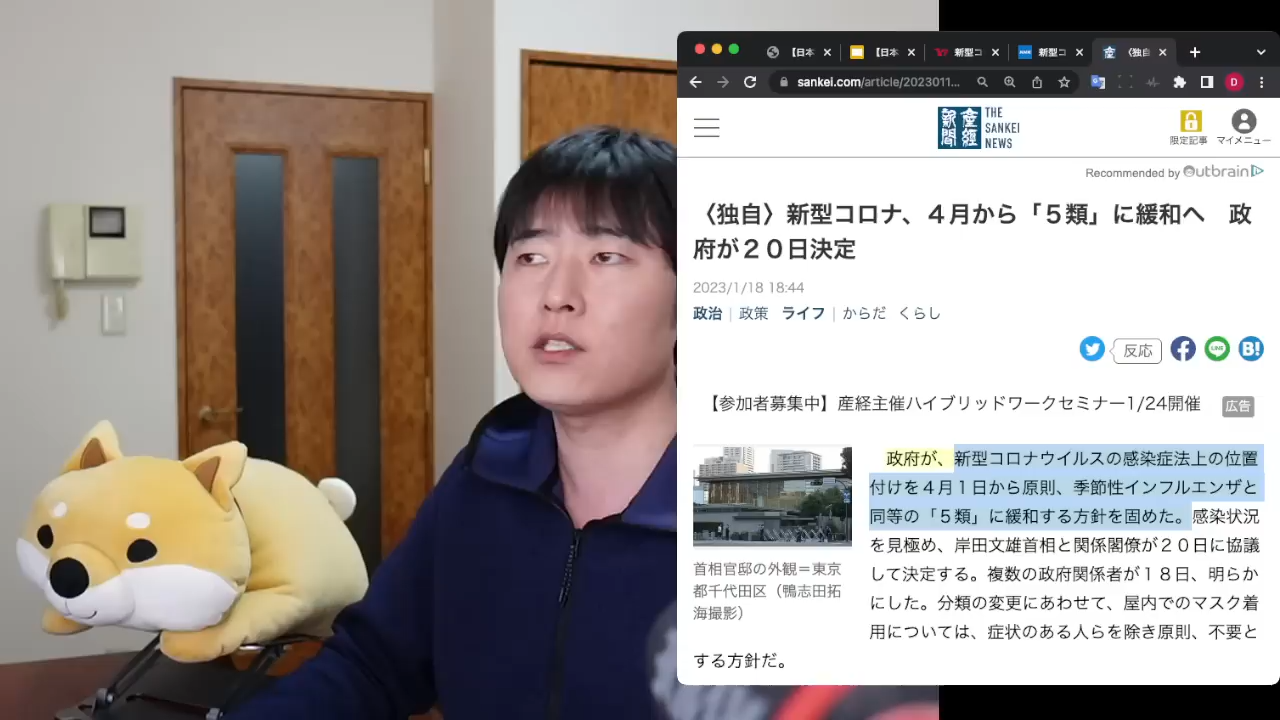 【日本
【日本
新型コ
新型コ
〈独自
sankei.com/article/2023011...
D
産経
新聞
THE
SANKEI
NEWS
限定記事
マイメニュー
Recommended by Outbrain
〈独自〉新型コロナ、４月から「５類」に緩和へ　政
府が２０日決定
2023/1/18 18:44
政治 | 政策 ライフ | からだ くらし
反応
LINE
B!
【参加者募集中】産経主催ハイブリッドワークセミナー1/24開催
広告
政府が、新型コロナウイルスの感染症法上の位置
付けを４月１日から原則、季節性インフルエンザと
同等の「５類」に緩和する方針を固めた。感染状況
を見極め、岸田文雄首相と関係閣僚が２０日に協議
して決定する。複数の政府関係者が１８日、明らか
にした。分類の変更にあわせて、屋内でのマスク着
用については、症状のある人らを除き原則、不要と
する方針だ。
首相官邸の外観＝東京
都千代田区（鴨志田拓
海撮影）